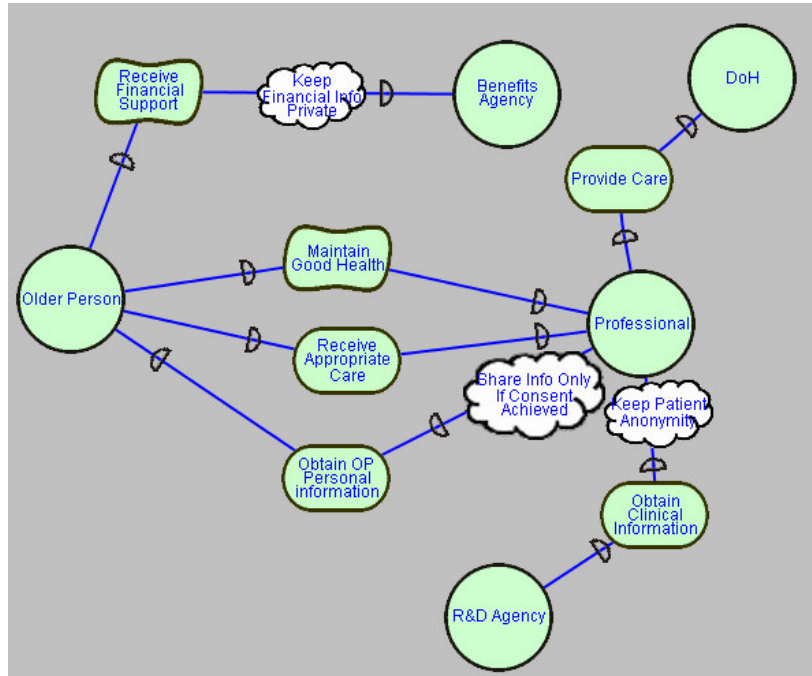 Receive
Financial
Support
Keep
Financial Info
Private
Benefits
Agency
DoH
Provide Care
Older Person
Maintain
Good Health
Professional
Receive
Appropriate
Care
Share Info Only
If Consent
Achieved
Keep Patient
Anonymity
Obtain OP
Personal
information
Obtain
Clinical
Information
R&D Agency